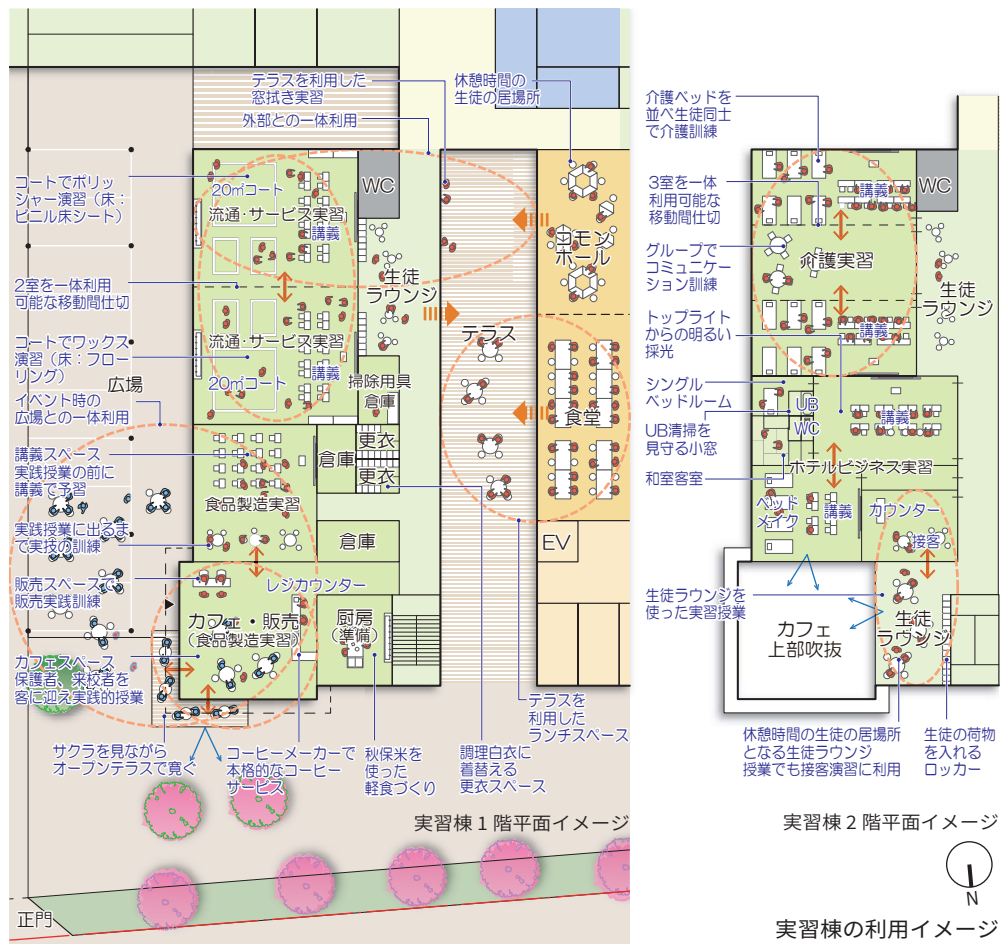 テラスを利用した
窓拭き実習
休憩時間の
生徒の居場所
外部との一体利用
コートでポリッ
シャー演習（床：
ビニル床シート）
20㎡コート
流通・サービス実習
講義
WC
コモン
ホール
生徒
ラウンジ
2室を一体利用
可能な移動間仕切
コートでワックス
演習（床：フロー
リング）
流通・サービス実習
20㎡コート
講義
テラス
掃除用具
倉庫
食堂
広場
イベント時の
広場との一体利用
講義スペース
実践授業の前に
講義で予習
更衣
倉庫
更衣
食品製造実習
実践授業に出るま
で実技の訓練
倉庫
EV
販売スペースで
販売実践訓練
レジカウンター
カフェ・販売
（食品製造実習）
厨房
（準備）
カフェスペース
保護者、来校者を
客に迎え実践的授業
テラスを
利用した
ランチスペース
サクラを見ながら
オープンテラスで寛ぐ
コーヒーメーカーで
本格的なコーヒー
サービス
秋保米を
使った
軽食づくり
調理白衣に
着替える
更衣スペース
実習棟1階平面イメージ
正門
介護ベッドを
並べ生徒同士
で介護訓練
講義
WC
3室を一体
利用可能な
移動間仕切
グループで
コミュニケー
ション訓練
介護実習
生徒
ラウンジ
トップライト
からの明るい
採光
講義
シングル
ベッドルーム
UB
WC
講義
UB清掃を
見守る小窓
ホテルビジネス実習
和室客室
ベッド
メイク
講義
カウンター
接客
生徒ラウンジを
使った実習授業
カフェ
上部吹抜
生徒
ラウンジ
休憩時間の生徒の居場所
となる生徒ラウンジ
授業でも接客演習に利用
生徒の荷物
を入れる
ロッカー
実習棟2階平面イメージ
N
実習棟の利用イメージ